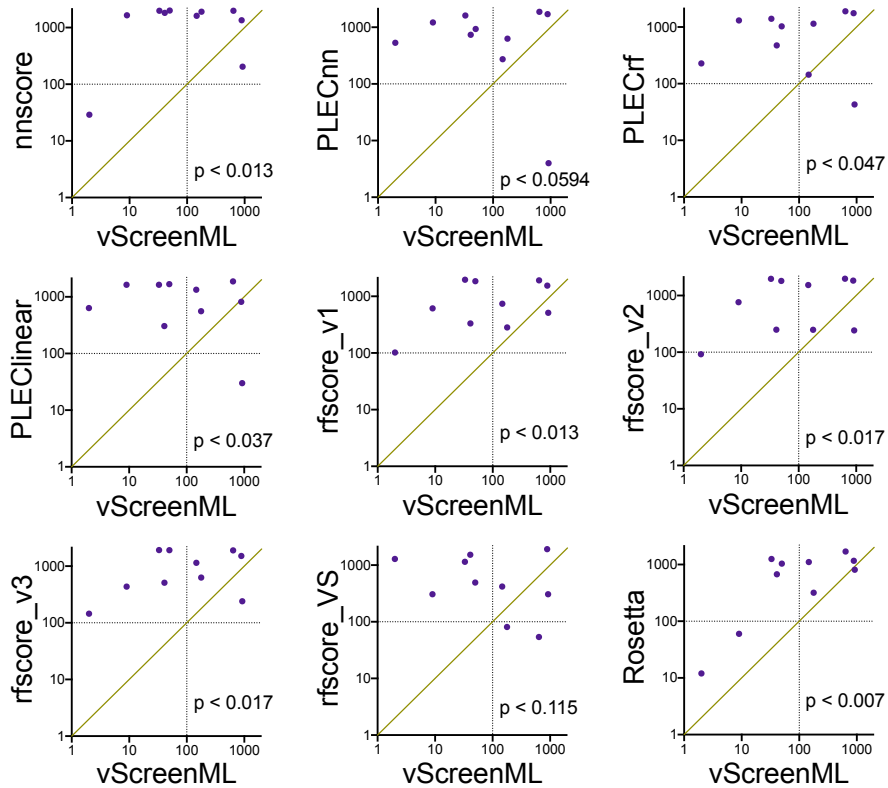 nnscore
1000
100
10
1
p < 0.013
1 10 100 1000
vScreenML
PLECnn
1000
100
10
1
p < 0.0594
1 10 100 1000
vScreenML
PLECrf
1000
100
10
1
p < 0.047
1 10 100 1000
vScreenML
PLEClinear
1000
100
10
1
p < 0.037
1 10 100 1000
vScreenML
rfscore_v1
1000
100
10
1
p < 0.013
1 10 100 1000
vScreenML
rfscore_v2
1000
100
10
1
p < 0.017
1 10 100 1000
vScreenML
rfscore_v3
1000
100
10
1
p < 0.017
1 10 100 1000
vScreenML
rfscore_VS
1000
100
10
1
p < 0.115
1 10 100 1000
vScreenML
Rosetta
1000
100
10
1
p < 0.007
1 10 100 1000
vScreenML